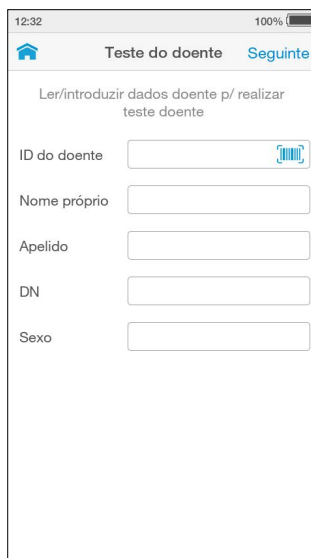 12:32 100%
Teste do doente Seguinte
Ler/introduzir dados doente p/ realizar
teste doente
ID do doente
Nome próprio
Apelido
DN
Sexo